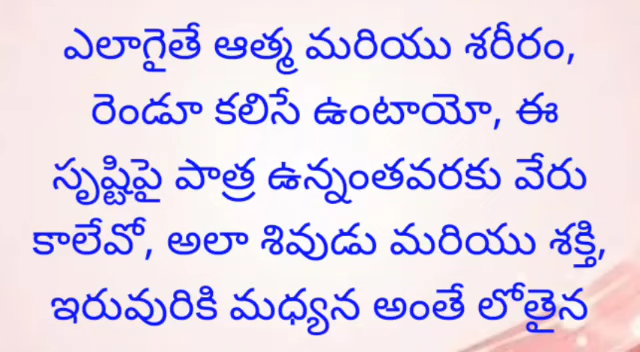 ఎలాగైతే ఆత్మ మరియు శరీరం,
రెండూ కలిసే ఉంటాయో, ఈ
సృష్టిపై పాత్ర ఉన్నంతవరకు వేరు
కాలేవో, అలా శివుడు మరియు శక్తి,
ఇరువురికి మధ్యన అంతే లోతైన